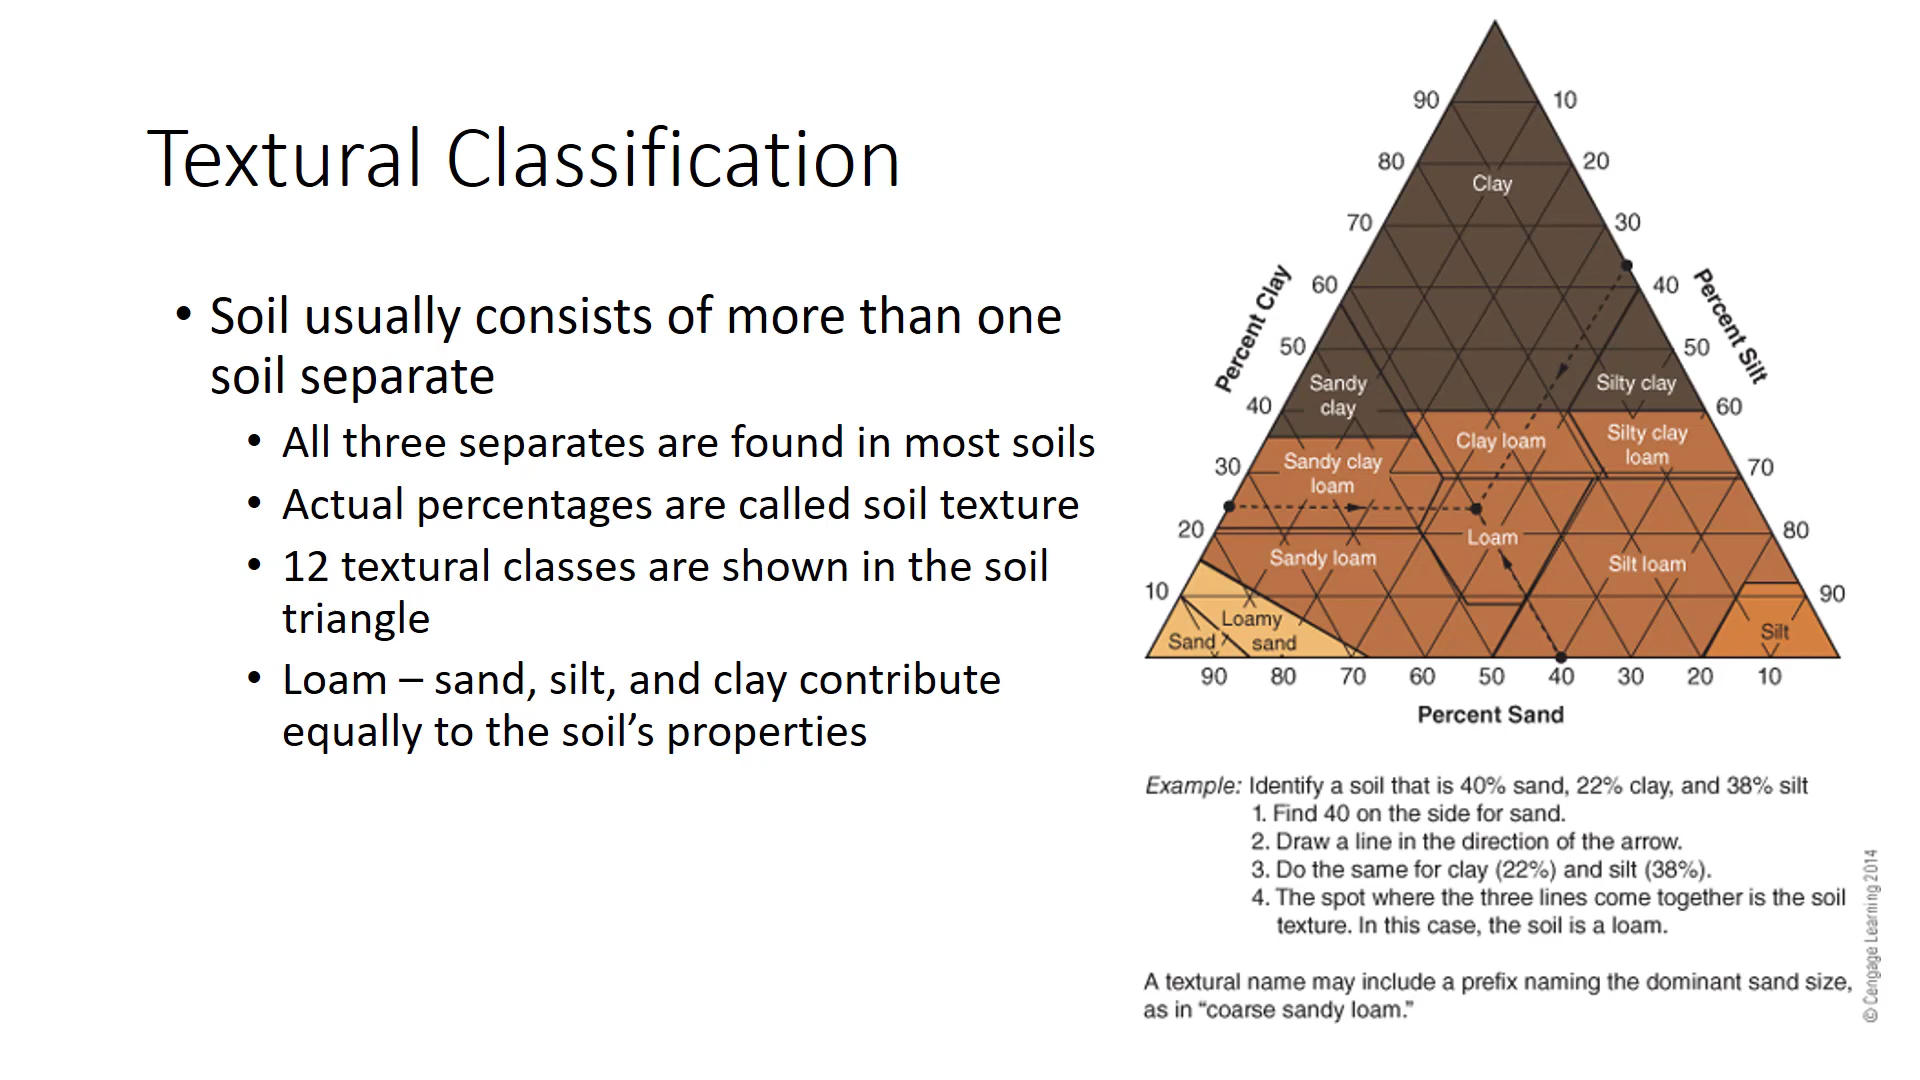 Textural Classification
• Soil usually consists of more than one
soil separate
• All three separates are found in most soils
• Actual percentages are called soil texture
• 12 textural classes are shown in the soil
triangle
• Loam – sand, silt, and clay contribute
equally to the soil's properties
90
10
80
20
Clay
70
30
60
40
Percent Clay
Percent Silt
50
50
Sandy
clay
Silty clay
40
60
Clay loam
Silty clay
loam
30
Sandy clay
loam
70
20
Loam
80
Sandy loam
Silt loam
10
90
Loamy
sand
Sand
Silt
90 80 70 60 50 40 30 20 10
Percent Sand
Example: Identify a soil that is 40% sand, 22% clay, and 38% silt
1. Find 40 on the side for sand.
2. Draw a line in the direction of the arrow.
3. Do the same for clay (22%) and silt (38%).
4. The spot where the three lines come together is the soil
texture. In this case, the soil is a loam.
A textural name may include a prefix naming the dominant sand size,
as in “coarse sandy loam.”
© Cengage Learning 2014